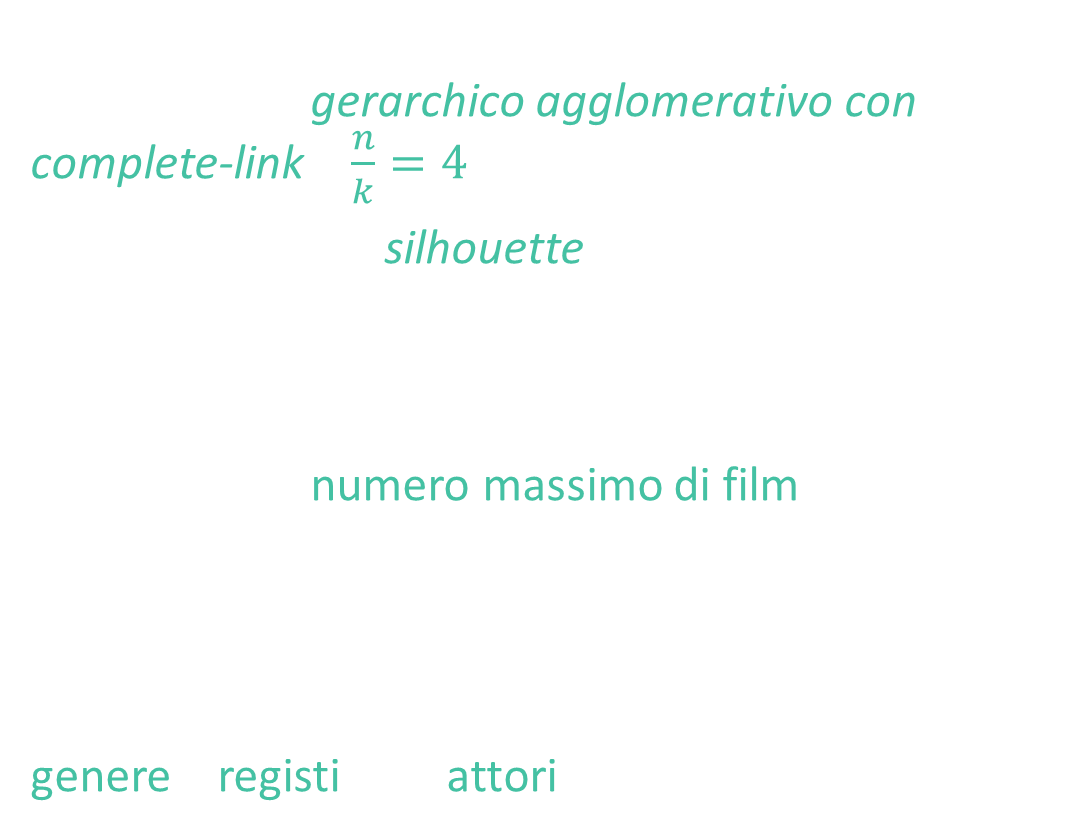 gerarchico agglomerativo con
complete-link n/k = 4
silhouette
numero massimo di film
genere registi attori